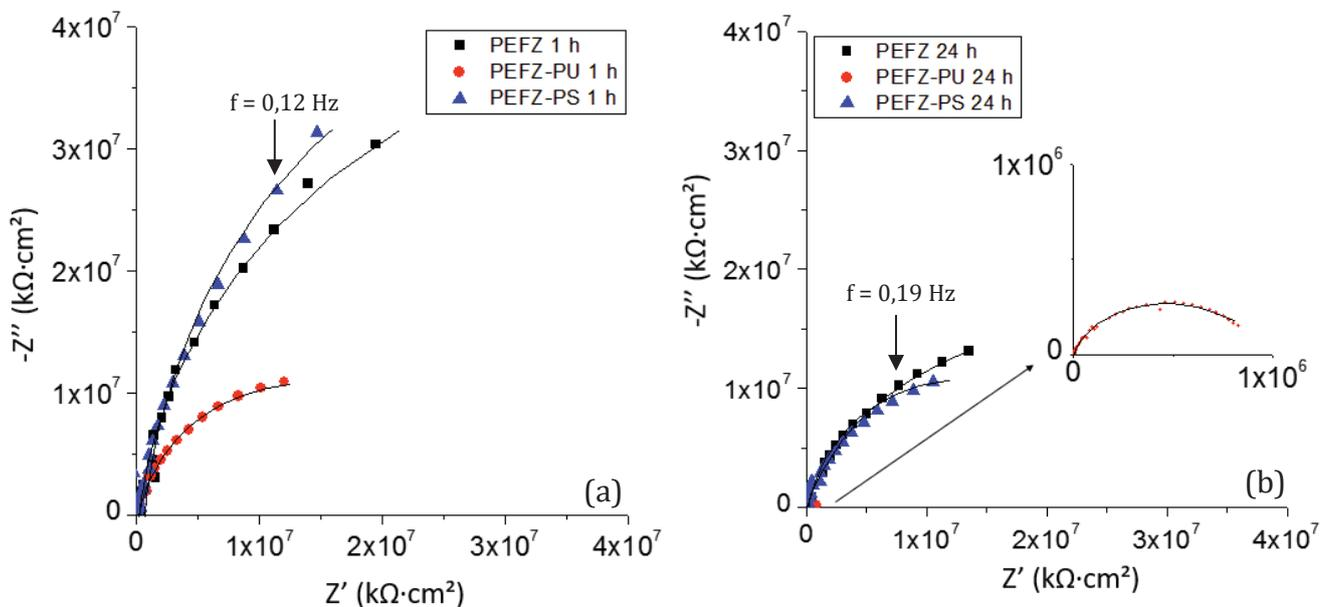 4x10⁷
3x10⁷
2x10⁷
1x10⁷
0
-Z″ (kΩ·cm²)
PEFZ 1 h
PEFZ-PU 1 h
PEFZ-PS 1 h
f = 0,12 Hz
(a)
0
1x10⁷
2x10⁷
3x10⁷
4x10⁷
Z' (kΩ·cm²)
4x10⁷
3x10⁷
2x10⁷
1x10⁷
0
-Z″ (kΩ·cm²)
PEFZ 24 h
PEFZ-PU 24 h
PEFZ-PS 24 h
f = 0,19 Hz
1x10⁶
0
0
1x10⁶
(b)
0
1x10⁷
2x10⁷
3x10⁷
4x10⁷
Z' (kΩ·cm²)